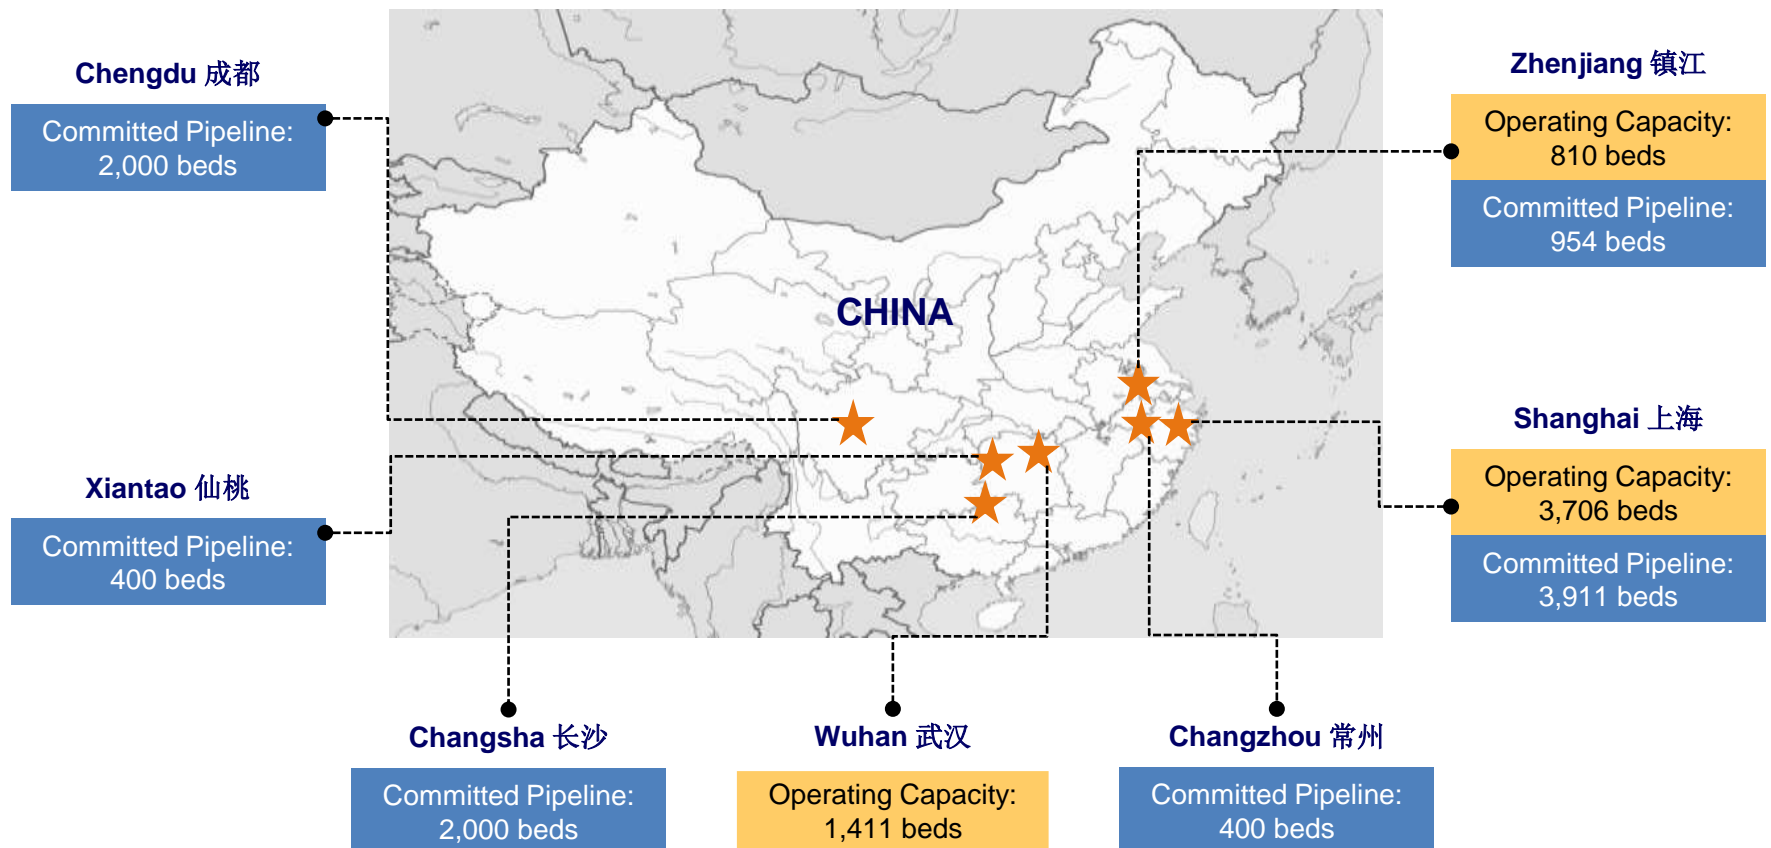 Chengdu 成都
Committed Pipeline:
2,000 beds
Xiantao 仙桃
Committed Pipeline:
400 beds
CHINA
Zhenjiang 镇江
Operating Capacity:
810 beds
Committed Pipeline:
954 beds
Shanghai 上海
Operating Capacity:
3,706 beds
Committed Pipeline:
3,911 beds
Changsha 长沙
Committed Pipeline:
2,000 beds
Wuhan 武汉
Operating Capacity:
1,411 beds
Changzhou 常州
Committed Pipeline:
400 beds